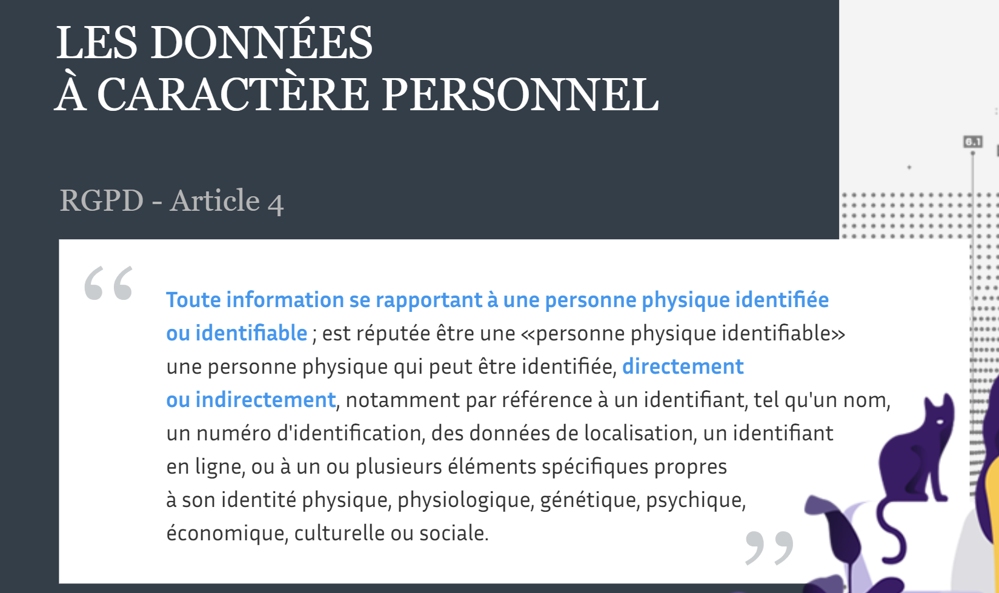 LES DONNÉES
À CARACTÈRE PERSONNEL
6.1
RGPD - Article 4
“
Toute information se rapportant à une personne physique identifiée
ou identifiable ; est réputée être une «personne physique identifiable»
une personne physique qui peut être identifiée, directement
ou indirectement, notamment par référence à un identifiant, tel qu'un nom,
un numéro d'identification, des données de localisation, un identifiant
en ligne, ou à un ou plusieurs éléments spécifiques propres
à son identité physique, physiologique, génétique, psychique,
économique, culturelle ou sociale.
”